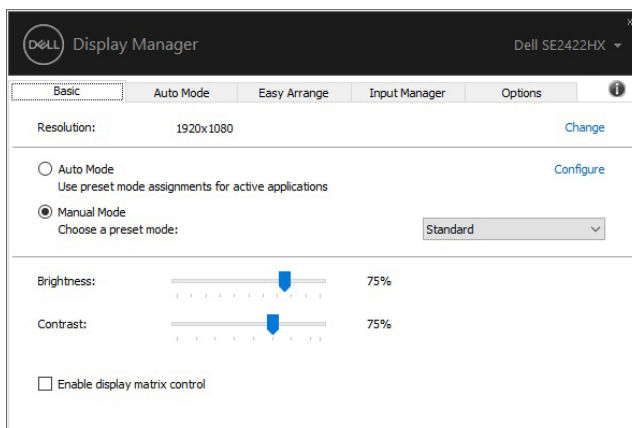 DELL Display Manager Dell SE2422HX
Basic Auto Mode Easy Arrange Input Manager Options
Resolution: 1920x1080 Change
Auto Mode Configure
Use preset mode assignments for active applications
Manual Mode
Choose a preset mode: Standard
Brightness: 75%
Contrast: 75%
Enable display matrix control